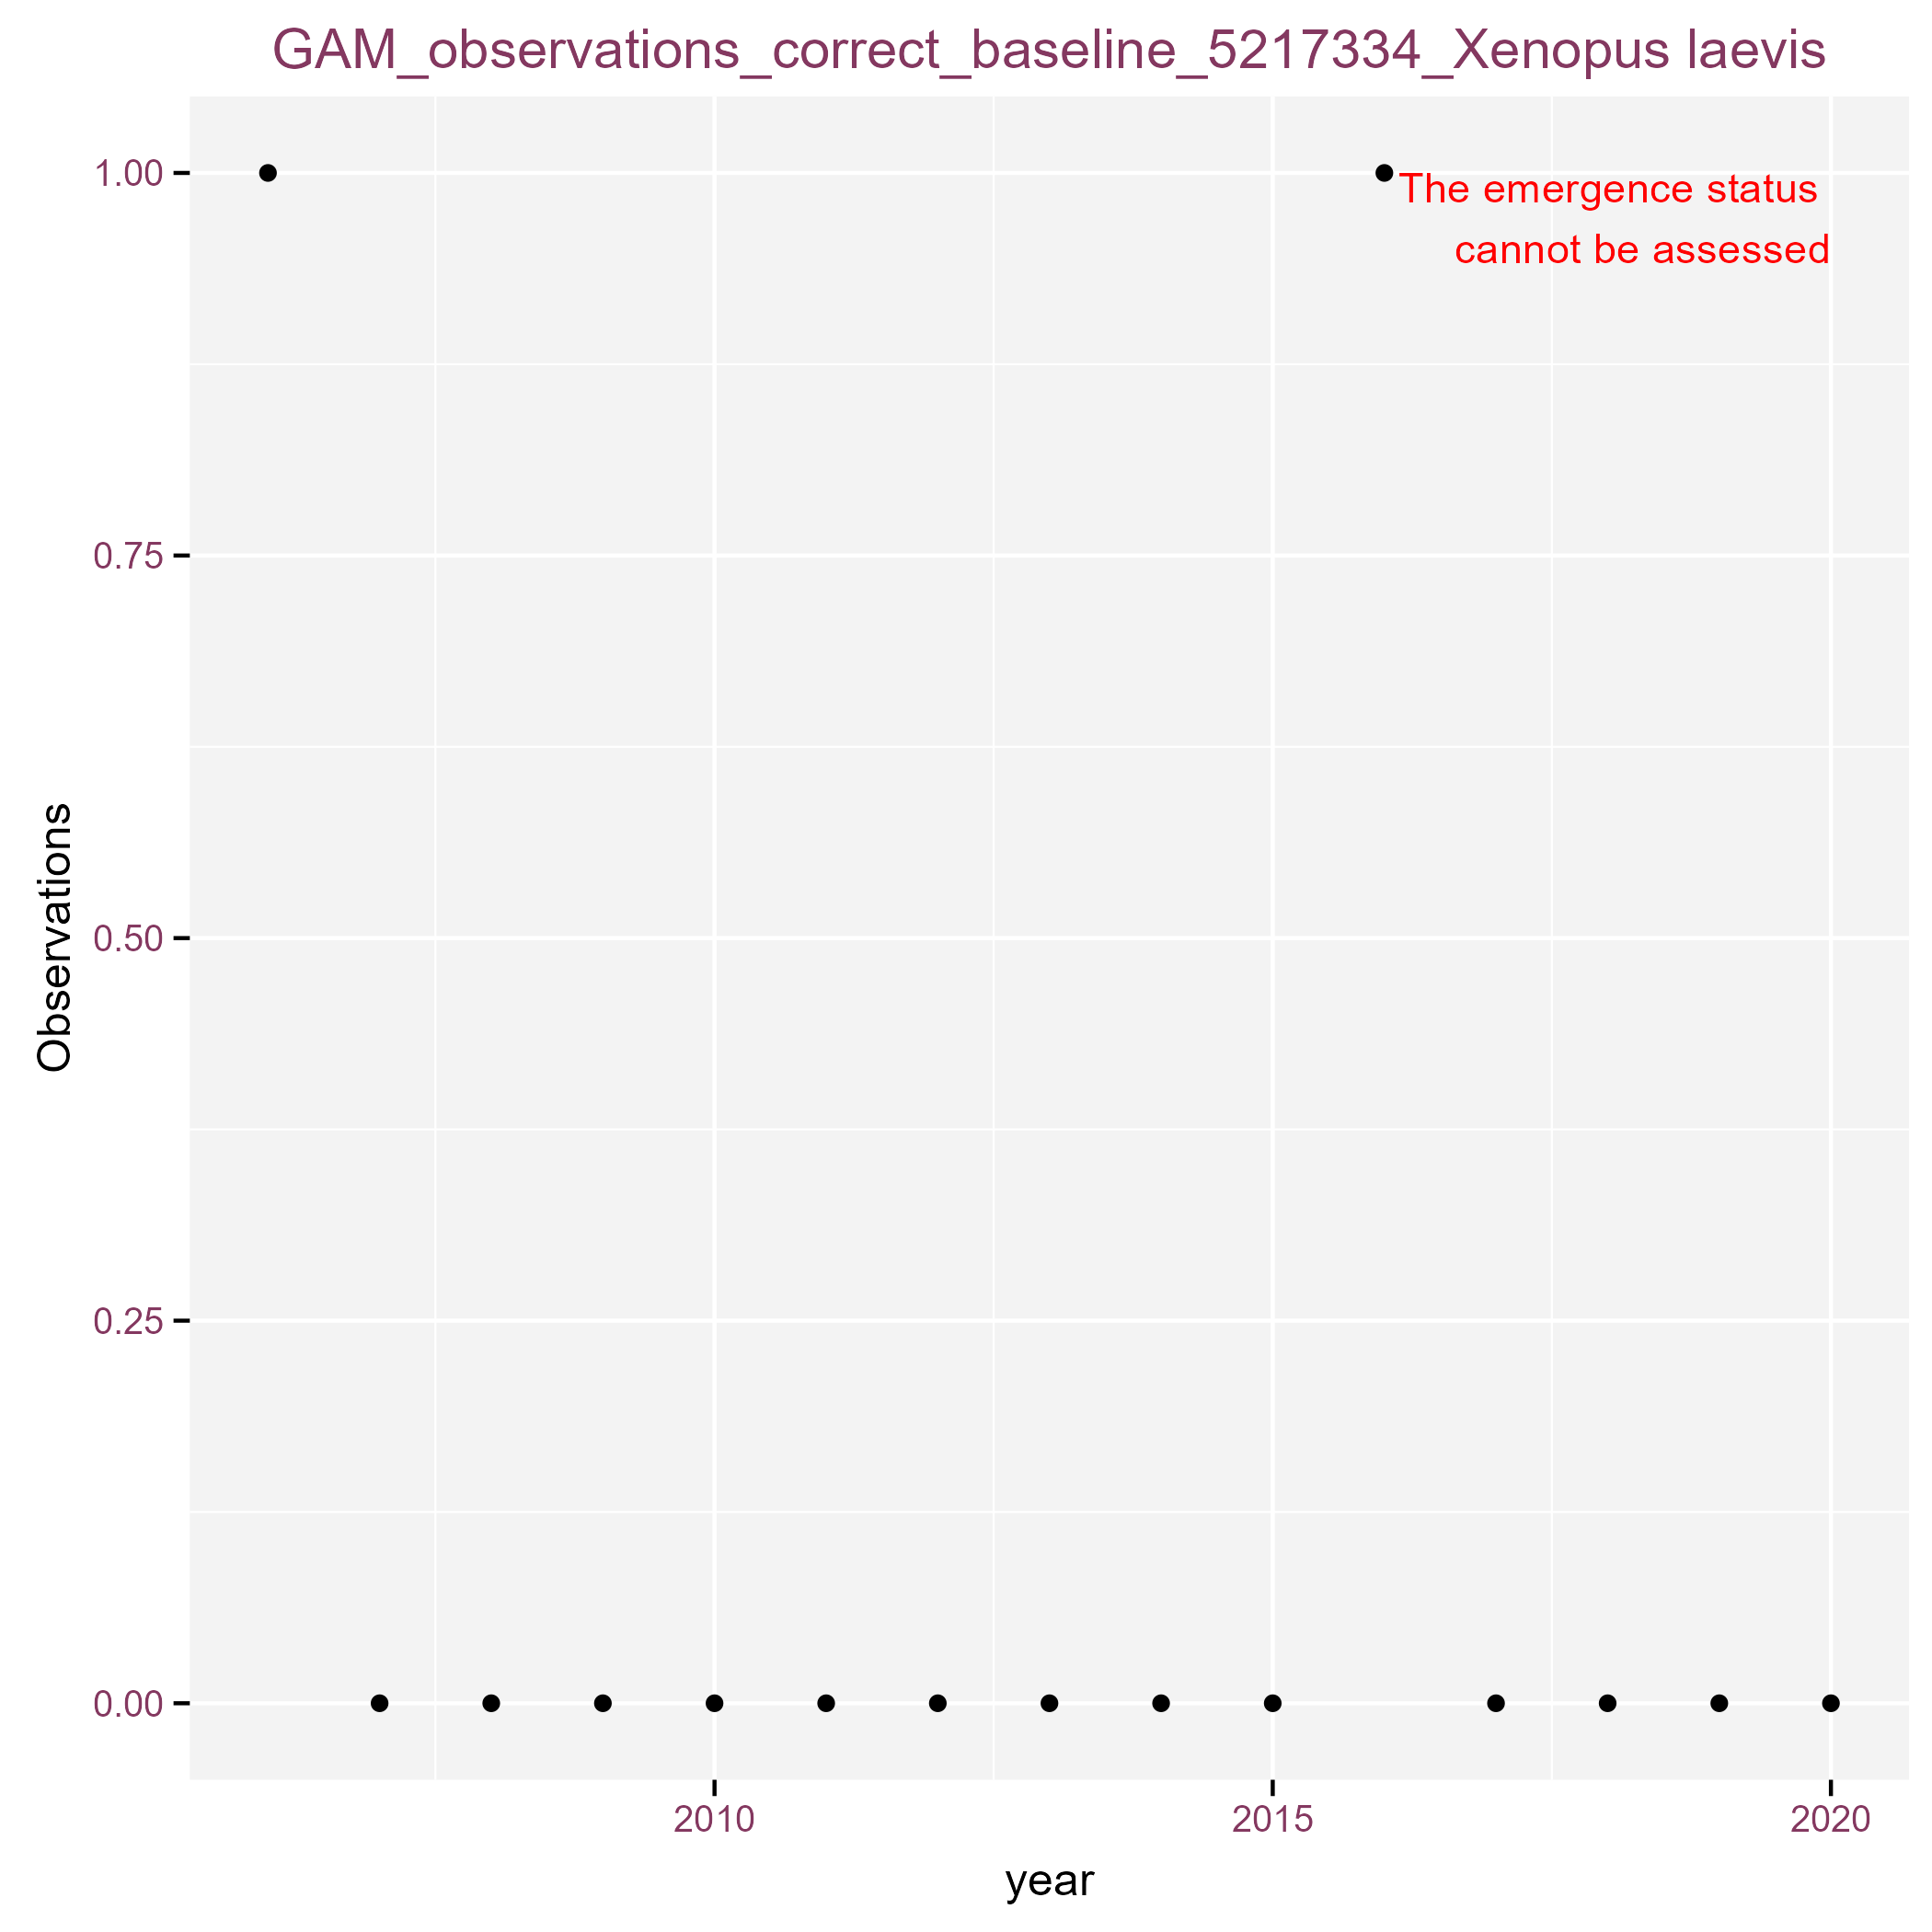 GAM_observations_correct_baseline_5217334_Xenopus laevis
1.00
The emergence status
cannot be assessed
0.75
0.50
Observations
0.25
0.00
2010 2015 2020
year